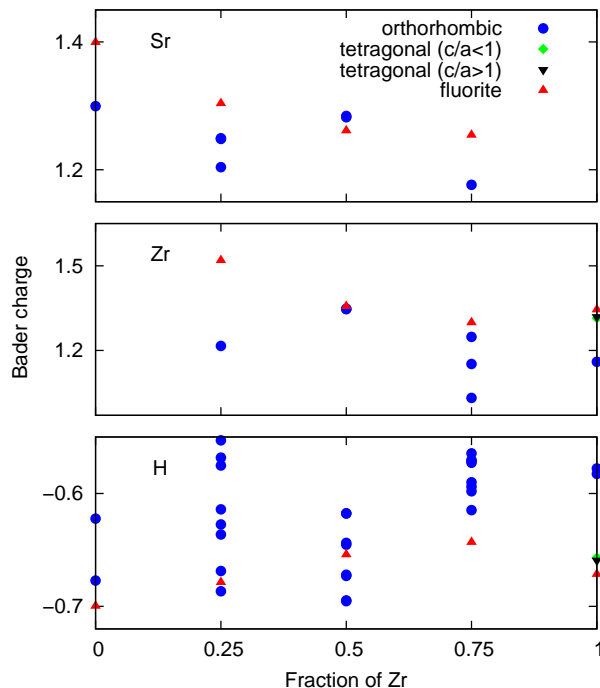 orthorhombic
tetragonal (c/a<1)
tetragonal (c/a>1)
fluorite
Sr
1.4
1.2
Zr
1.5
1.2
Bader charge
H
−0.6
−0.7
0 0.25 0.5 0.75 1
Fraction of Zr